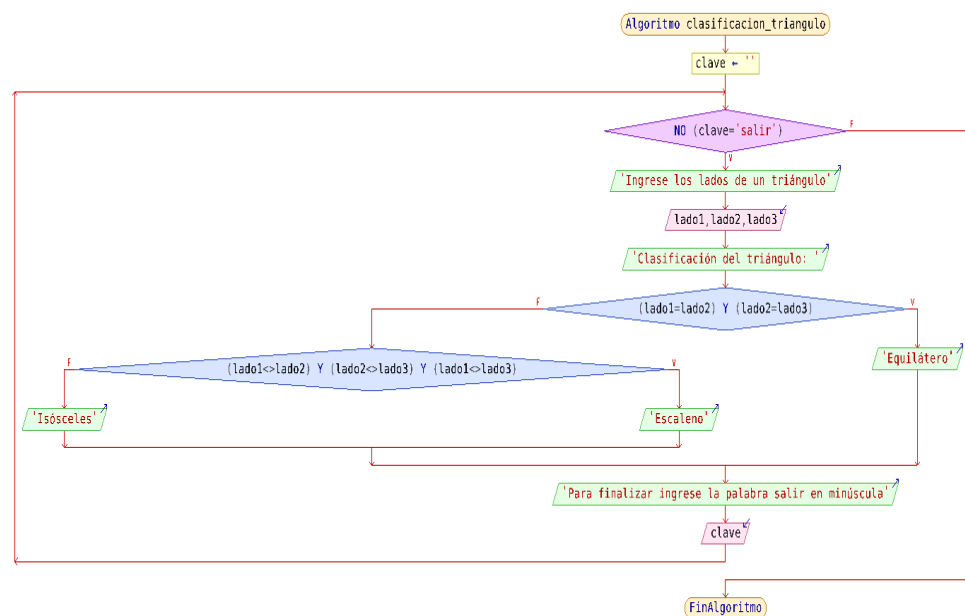 Algoritmo clasificacion_triangulo
clave ← ''
NO (clave='salir')
F
V
'Ingrese los lados de un triángulo'
lado1,lado2,lado3
'Clasificación del triángulo: '
(lado1=lado2) Y (lado2=lado3)
F
V
'Equilátero'
(lado1<>lado2) Y (lado2<>lado3) Y (lado1<>lado3)
F
V
'Isósceles'
'Escaleno'
'Para finalizar ingrese la palabra salir en minúscula'
clave
FinAlgoritmo